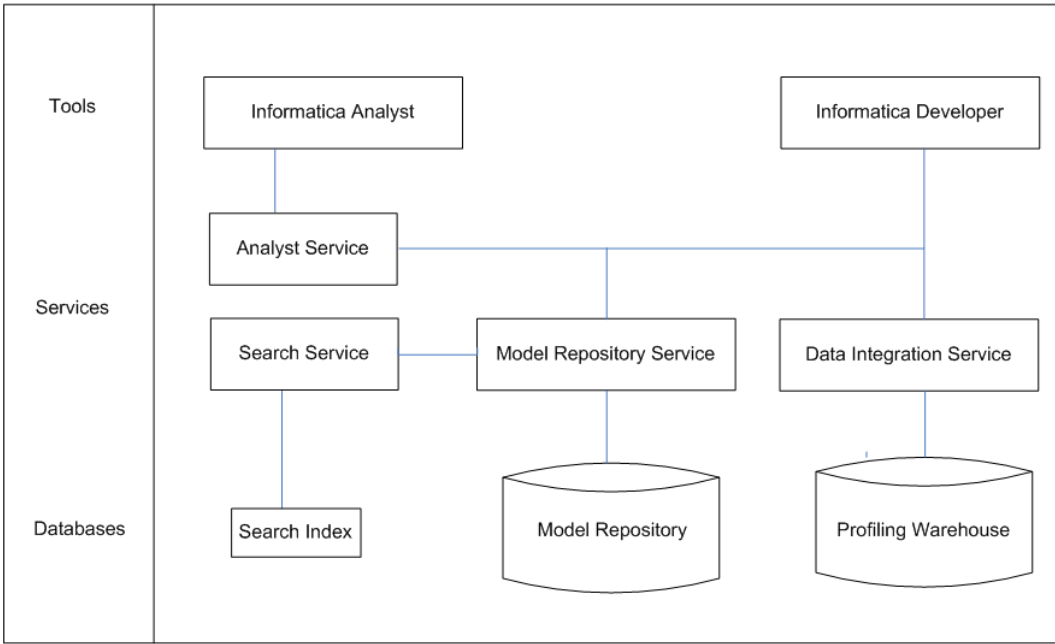 Tools
Informatica Analyst
Informatica Developer
Analyst Service
Services
Search Service
Model Repository Service
Data Integration Service
Databases
Search Index
Model Repository
Profiling Warehouse